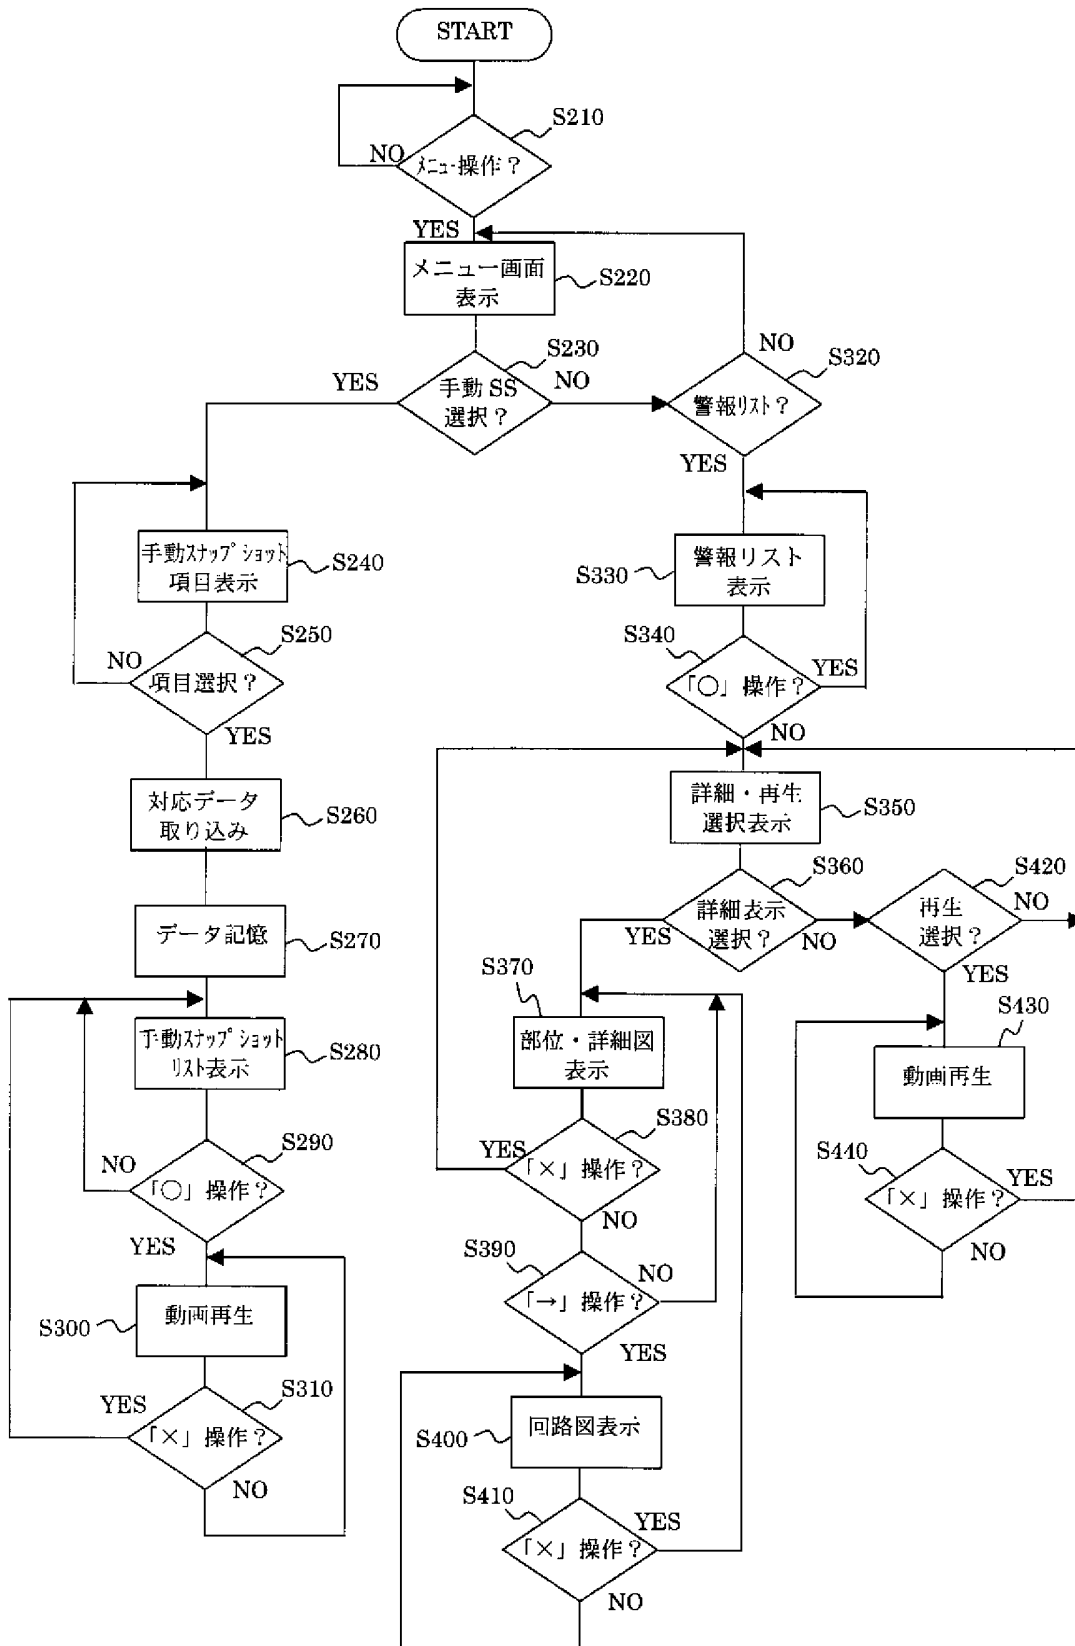 START
S210
NO
ﾒﾆｭｰ操作？
YES
メニュー画面
表示
S220
S230
YES
手動 SS
選択？
NO
NO
S320
警報ﾘｽﾄ？
YES
手動ｽﾅｯﾌﾟｼｮｯﾄ
項目表示
S240
S250
NO
項目選択？
YES
対応データ
取り込み
S260
データ記憶
S270
手動ｽﾅｯﾌﾟｼｮｯﾄ
ﾘｽﾄ表示
S280
S290
NO
「○」操作？
YES
動画再生
S300
S310
YES
「×」操作？
NO
警報リスト
表示
S330
S340
YES
「○」操作？
NO
詳細・再生
選択表示
S350
S360
詳細表示
選択？
YES
NO
S420
再生
選択？
NO
YES
S370
部位・詳細図
表示
S380
YES
「×」操作？
NO
S390
NO
「→」操作？
YES
回路図表示
S400
S410
YES
「×」操作？
NO
S430
動画再生
S440
YES
「×」操作？
NO